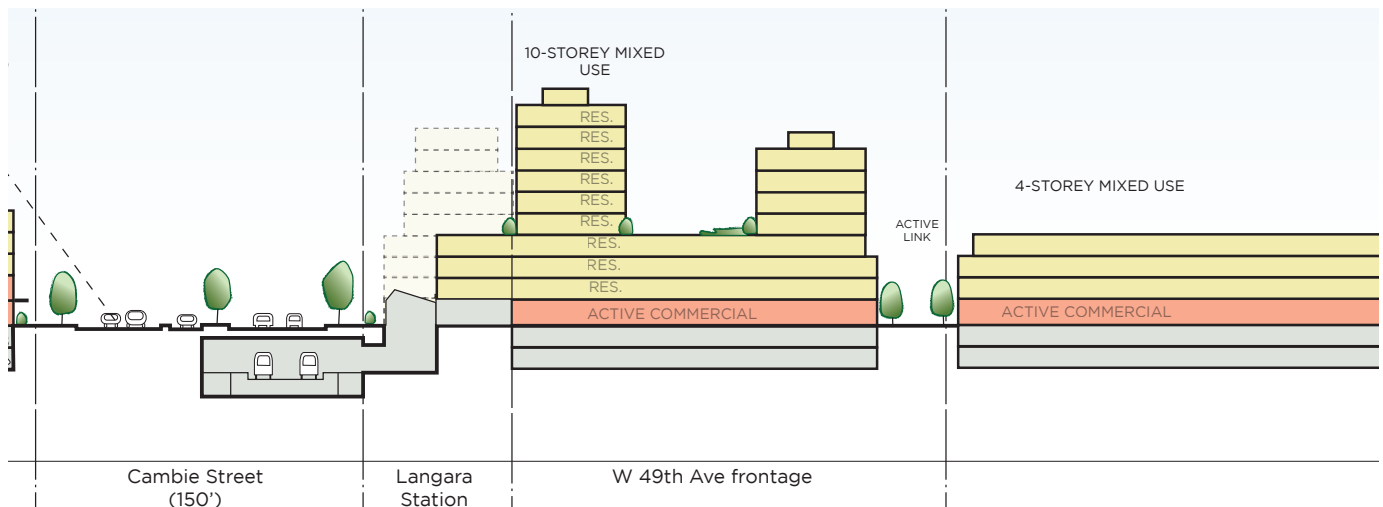 10-STOREY MIXED
USE
RES.
RES.
RES.
RES.
RES.
RES.
RES.
RES.
RES.
ACTIVE COMMERCIAL
ACTIVE
LINK
4-STOREY MIXED USE
ACTIVE COMMERCIAL
Cambie Street
(150’)
Langara
Station
W 49th Ave frontage